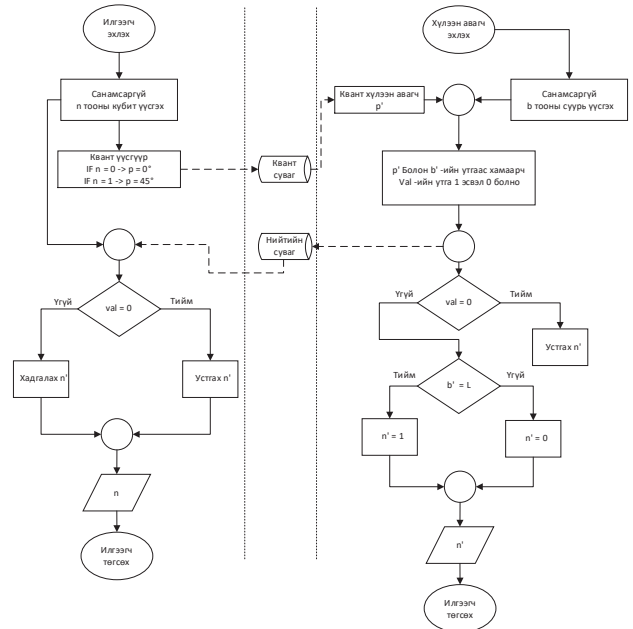 Илгээгч
эхлэх
Санамсаргүй
n тооны кубит үүсгэх
Квант үүсгүүр
IF n = 0 -> p = 0°
IF n = 1 -> p = 45°
val = 0
Үгүй
Тийм
Хадгалах n'
Устгах n'
n
Илгээгч
төгсөх
Квант
суваг
Нийтийн
суваг
Хүлээн авагч
эхлэх
Квант хүлээн авагч
p'
Санамсаргүй
b тооны суурь үүсгэх
p' Болон b' -ийн утгаас хамаарч
Val -ийн утга 1 эсвэл 0 болно
Үгүй
val = 0
Тийм
Устгах n'
Тийм
b' = L
Үгүй
n' = 1
n' = 0
n'
Илгээгч
төгсөх